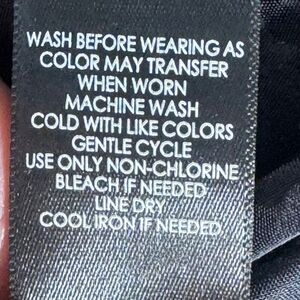 WASH BEFORE WEARING AS
COLOR MAY TRANSFER
WHEN WORN
MACHINE WASH
COLD WITH LIKE COLORS
GENTLE CYCLE
USE ONLY NON-CHLORINE
BLEACH IF NEEDED
LINE DRY
COOL IRON IF NEEDED